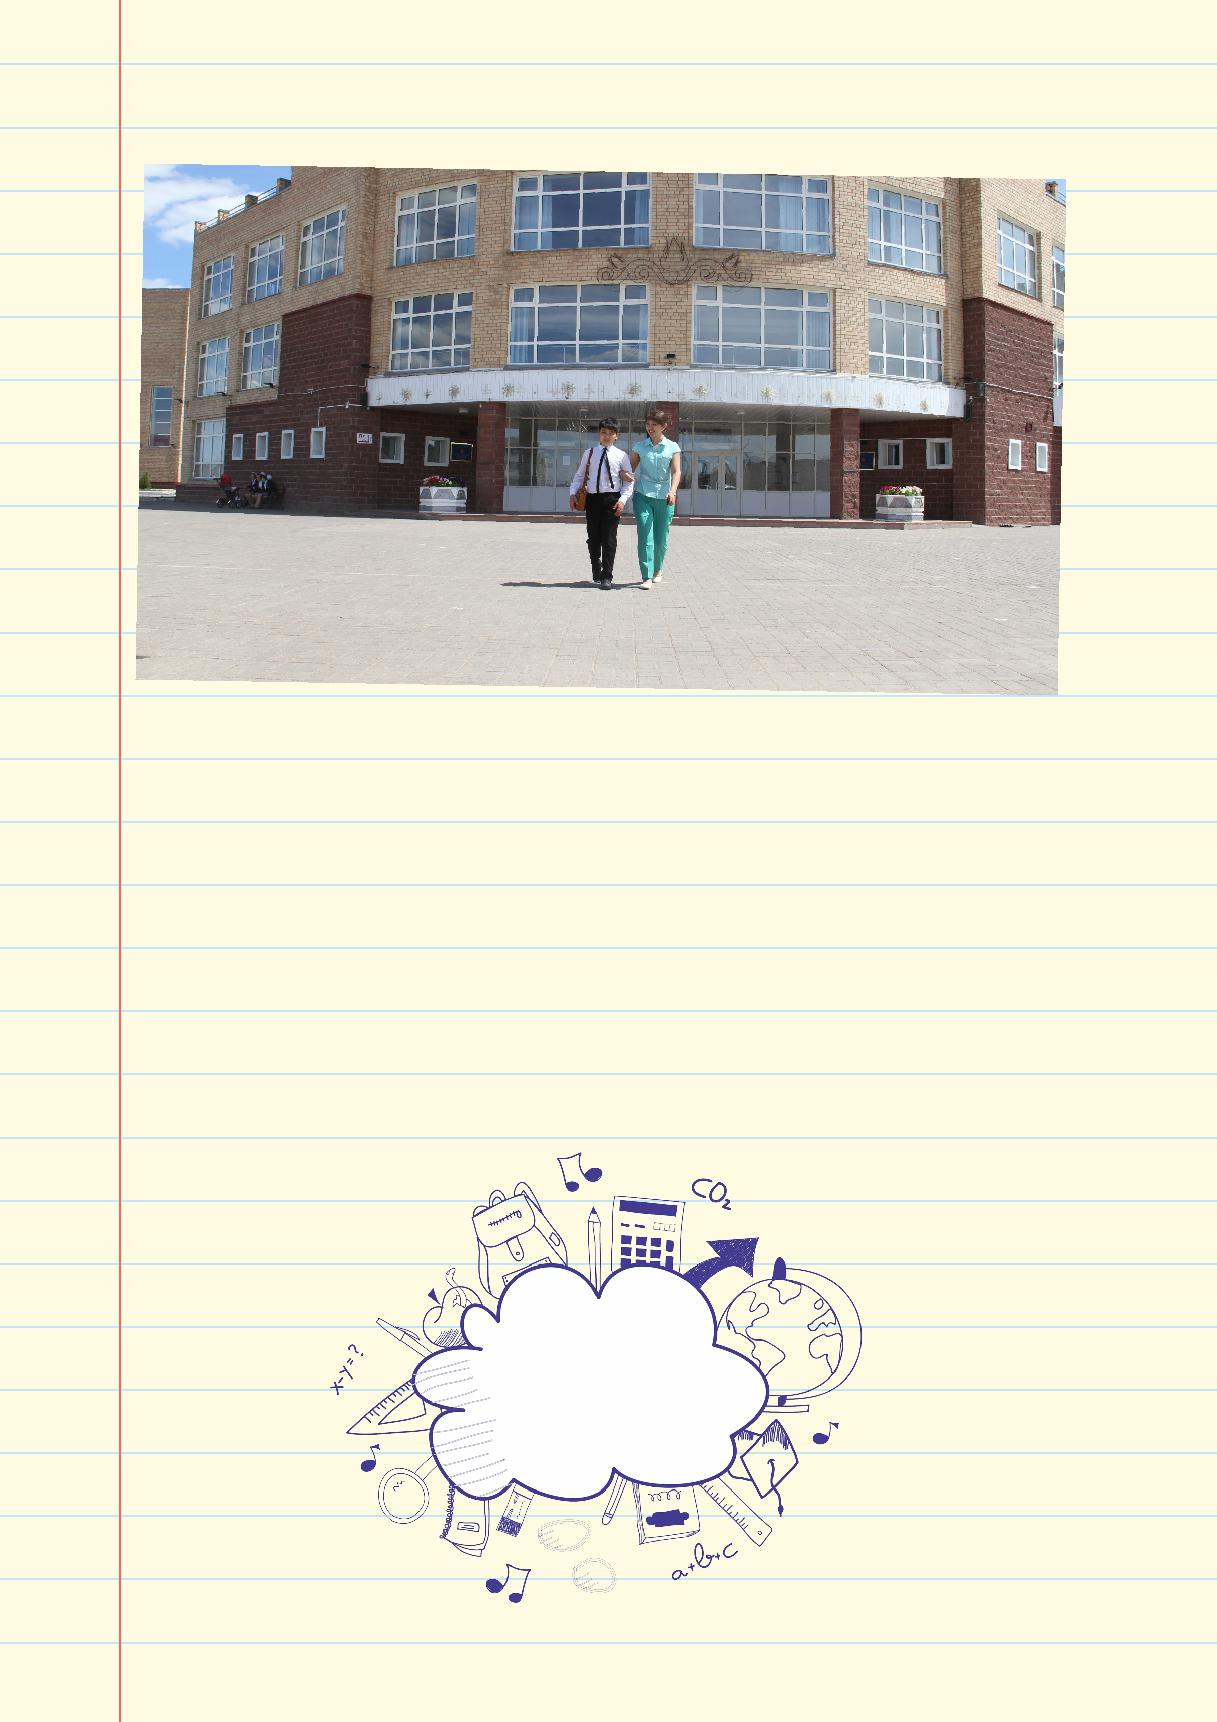 CO₂
x-y=?
a+b+c